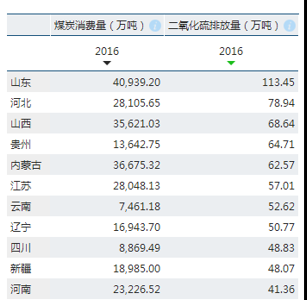 煤炭消费量（万吨） 二氧化硫排放量（万吨）
2016 2016
山东 40,939.20 113.45
河北 28,105.65 78.94
山西 35,621.03 68.64
贵州 13,642.75 64.71
内蒙古 36,675.32 62.57
江苏 28,048.13 57.01
云南 7,461.18 52.62
辽宁 16,943.70 50.77
四川 8,869.49 48.83
新疆 18,985.00 48.07
河南 23,226.52 41.36